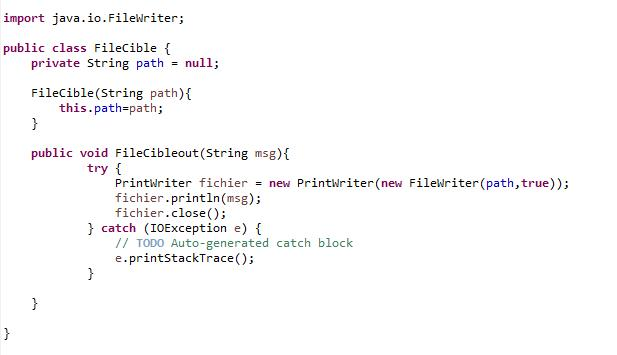 import java.io.FileWriter;
public class FileCible {
private String path = null;
FileCible(String path){
this.path=path;
}
public void FileCibleout(String msg){
try {
PrintWriter fichier = new PrintWriter(new FileWriter(path,true));
fichier.println(msg);
fichier.close();
} catch (IOException e) {
// TODO Auto-generated catch block
e.printStackTrace();
}
}
}